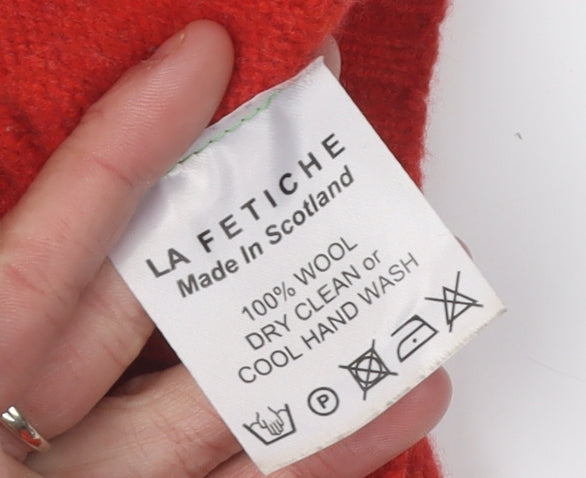 LA FETICHE
Made In Scotland
100% WOOL
DRY CLEAN or
COOL HAND WASH
P